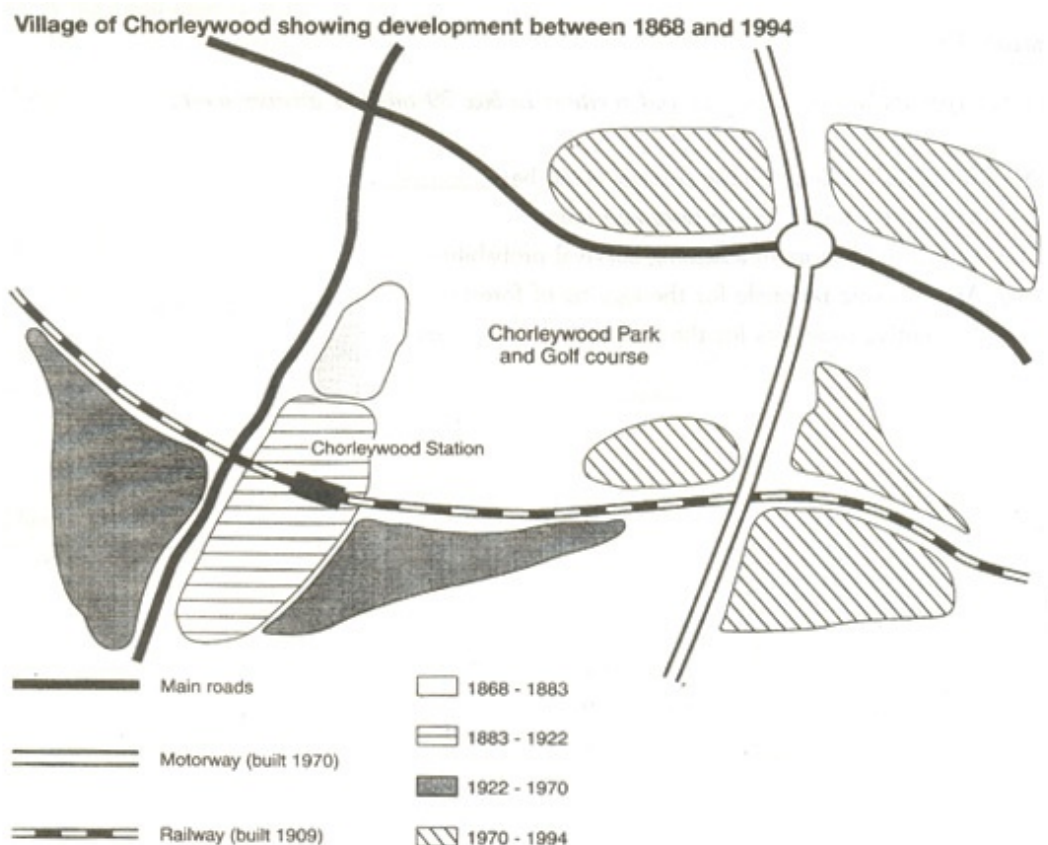 Village of Chorleywood showing development between 1868 and 1994
Chorleywood Park
and Golf course
Chorleywood Station
Main roads
Motorway (built 1970)
Railway (built 1909)
1868 - 1883
1883 - 1922
1922 - 1970
1970 - 1994